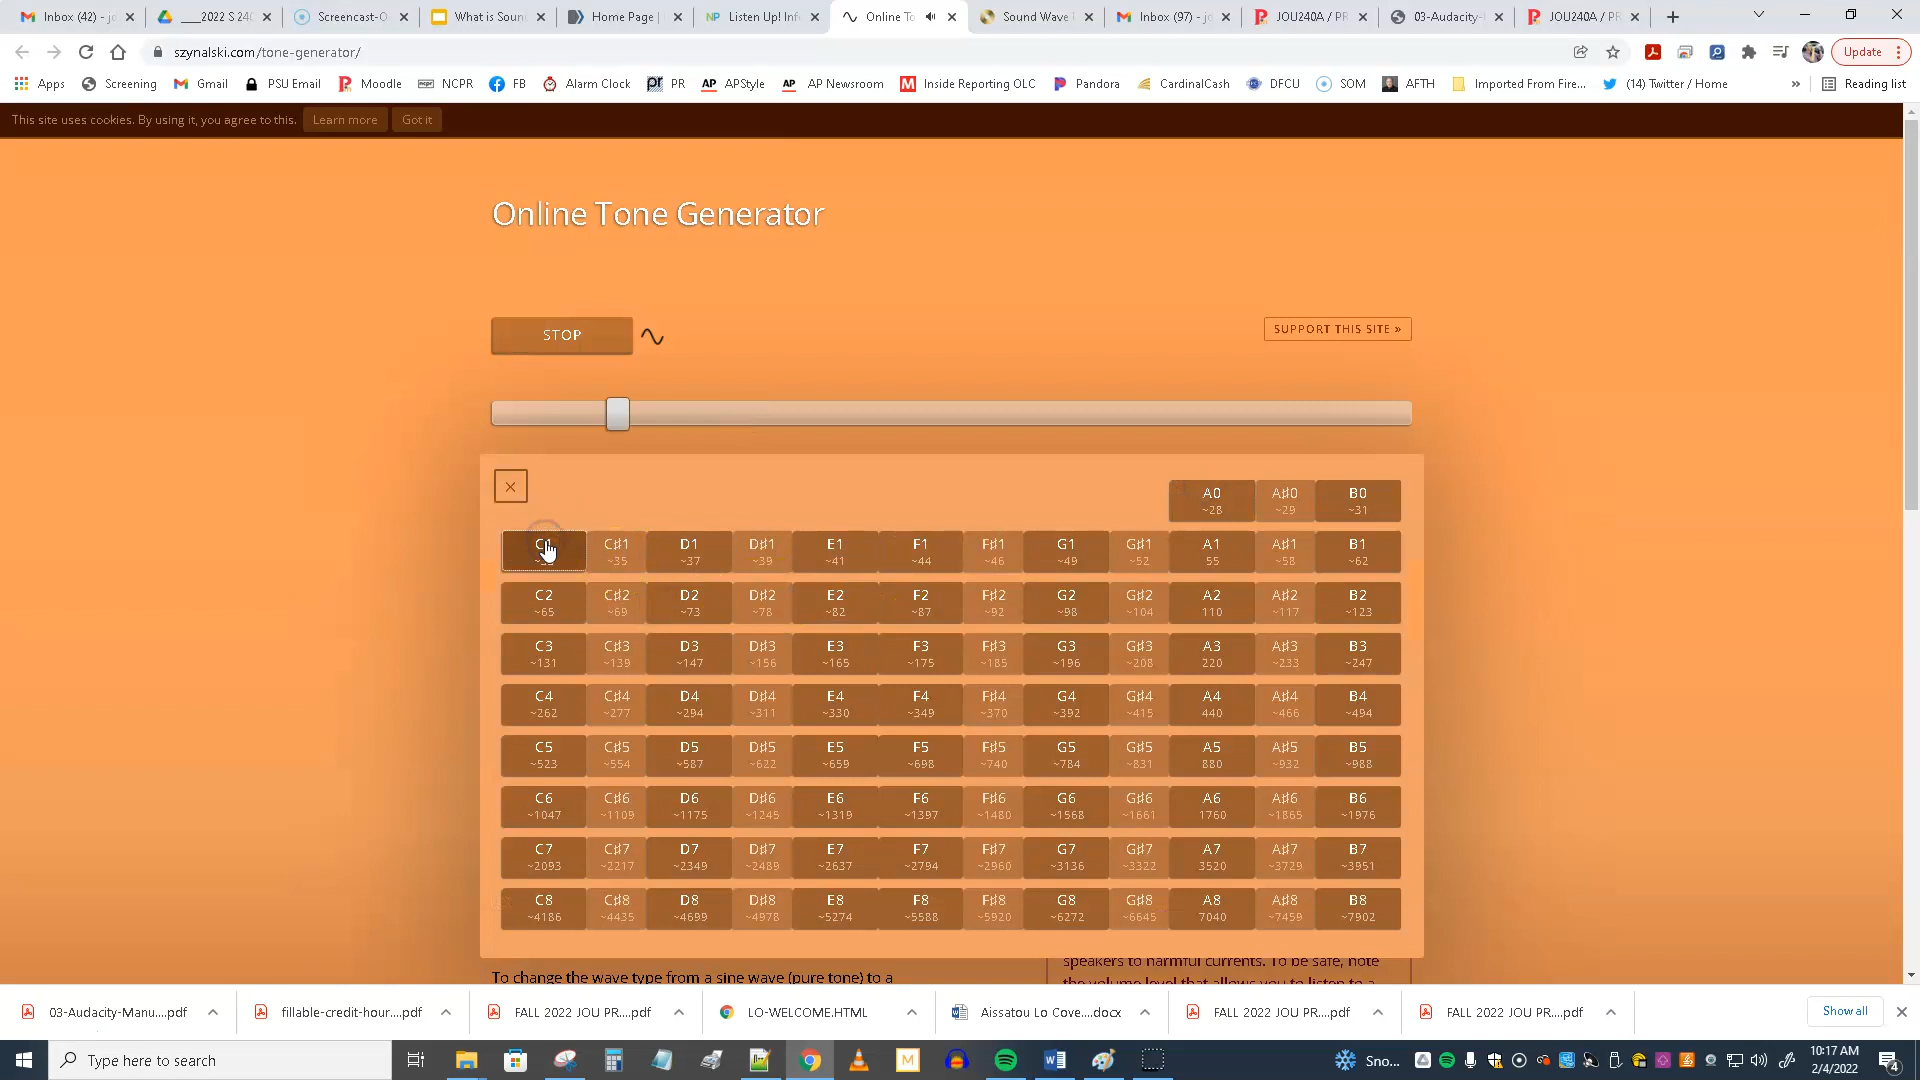 Inbox (42) - jo
___2022 S 240
Screencast-O
What is Soun
Home Page |
Listen Up! Inf
Online To
Sound Wave
Inbox (97) - jo
JOU240A / PR
03-Audacity-
JOU240A / PR
szynalski.com/tone-generator/
Update
Apps
Screening
Gmail
PSU Email
Moodle
NCPR
FB
Alarm Clock
PR
APStyle
AP Newsroom
Inside Reporting OLC
Pandora
CardinalCash
DFCU
SOM
AFTH
Imported From Fire...
(14) Twitter / Home
»
Reading list
This site uses cookies. By using it, you agree to this. Learn more Got it
Online Tone Generator
STOP
SUPPORT THIS SITE »
A0 A♯0 B0
~28 ~29 ~31
C♯1 D1 D♯1 E1 F1 F♯1 G1 G♯1 A1 A♯1 B1
~35 ~37 ~39 ~41 ~44 ~46 ~49 ~52 55 ~58 ~62
C2 C♯2 D2 D♯2 E2 F2 F♯2 G2 G♯2 A2 A♯2 B2
~65 ~69 ~73 ~78 ~82 ~87 ~92 ~98 ~104 110 ~117 ~123
C3 C♯3 D3 D♯3 E3 F3 F♯3 G3 G♯3 A3 A♯3 B3
~131 ~139 ~147 ~156 ~165 ~175 ~185 ~196 ~208 220 ~233 ~247
C4 C♯4 D4 D♯4 E4 F4 F♯4 G4 G♯4 A4 A♯4 B4
~262 ~277 ~294 ~311 ~330 ~349 ~370 ~392 ~415 440 ~466 ~494
C5 C♯5 D5 D♯5 E5 F5 F♯5 G5 G♯5 A5 A♯5 B5
~523 ~554 ~587 ~622 ~659 ~698 ~740 ~784 ~831 880 ~932 ~988
C6 C♯6 D6 D♯6 E6 F6 F♯6 G6 G♯6 A6 A♯6 B6
~1047 ~1109 ~1175 ~1245 ~1319 ~1397 ~1480 ~1568 ~1661 1760 ~1865 ~1976
C7 C♯7 D7 D♯7 E7 F7 F♯7 G7 G♯7 A7 A♯7 B7
~2093 ~2217 ~2349 ~2489 ~2637 ~2794 ~2960 ~3136 ~3322 3520 ~3729 ~3951
C8 C♯8 D8 D♯8 E8 F8 F♯8 G8 G♯8 A8 A♯8 B8
~4186 ~4435 ~4699 ~4978 ~5274 ~5588 ~5920 ~6272 ~6645 7040 ~7459 ~7902
To change the wave type from a sine wave (pure tone) to a
speakers to harmful currents. To be safe, note
the volume level that allows you to listen to a
03-Audacity-Manu....pdf
fillable-credit-hour....pdf
FALL 2022 JOU PR....pdf
LO-WELCOME.HTML
Aissatou Lo Cove....docx
FALL 2022 JOU PR....pdf
FALL 2022 JOU PR....pdf
Show all
Type here to search
Sno...
10:17 AM
2/4/2022
4